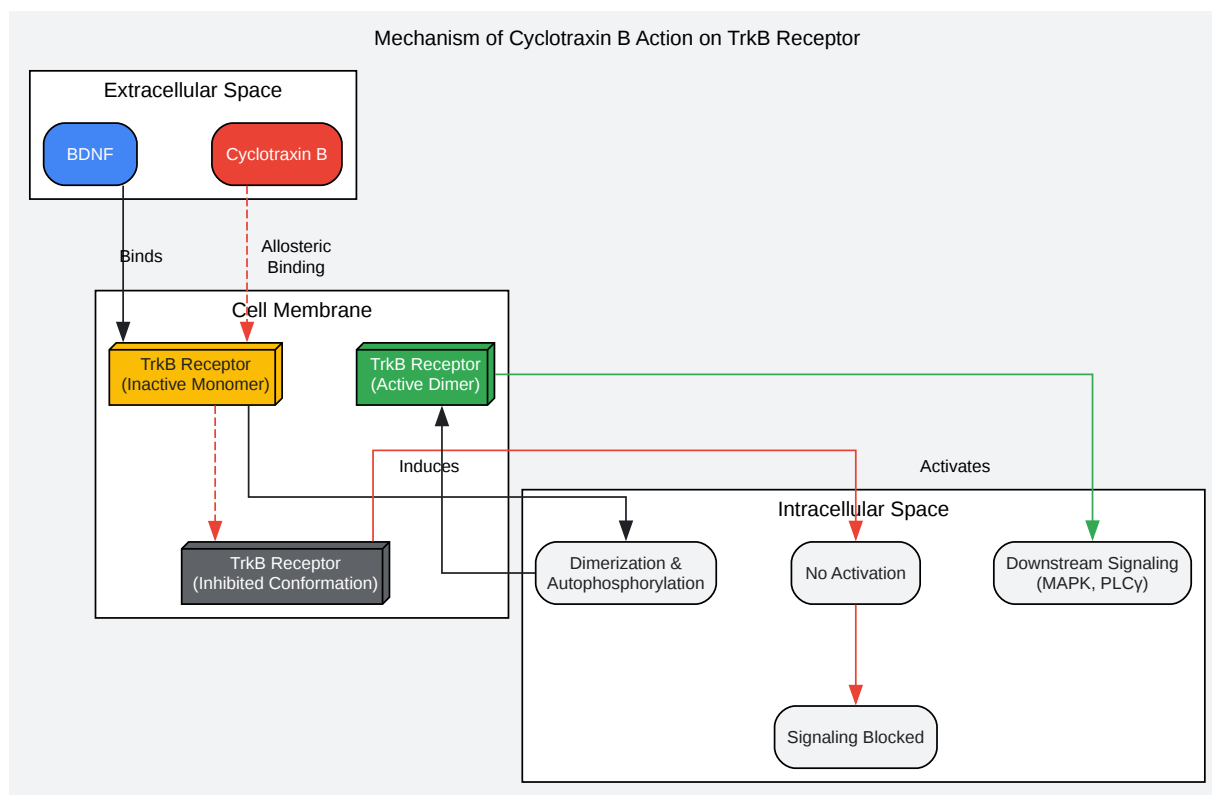 Mechanism of Cyclotraxin B Action on TrkB Receptor
Extracellular Space
BDNF
Cyclotraxin B
Binds
Allosteric
Binding
Cell Membrane
TrkB Receptor
(Inactive Monomer)
TrkB Receptor
(Active Dimer)
Induces
Activates
TrkB Receptor
(Inhibited Conformation)
Intracellular Space
Dimerization &
Autophosphorylation
No Activation
Downstream Signaling
(MAPK, PLCγ)
Signaling Blocked